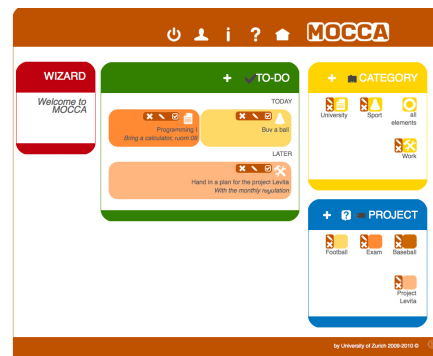 MOCCA
WIZARD
Welcome to
MOCCA
TO-DO
TODAY
Programming I
Bring a calculator, room 08
Buy a ball
LATER
Hand in a plan for the project Levita
With the monthly regulation
CATEGORY
University
Sport
all
elements
Work
PROJECT
Football
Exam
Baseball
Project
Levita
by University of Zurich 2009-2010 ©